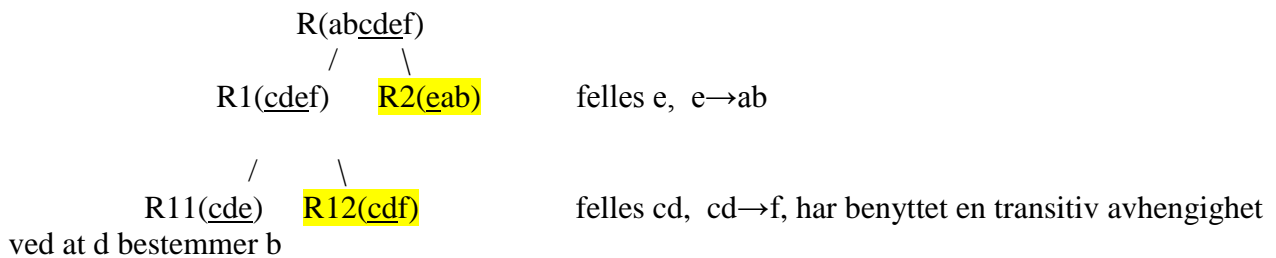 R(abcdef)
/ \
R1(cdef) R2(eab) felles e, e→ab
/ \
R11(cde) R12(cdf) felles cd, cd→f, har benyttet en transitiv avhengighet
ved at d bestemmer b